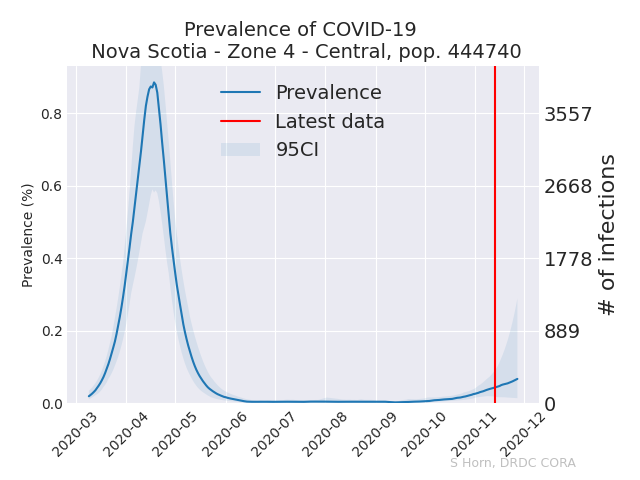 Prevalence of COVID-19
Nova Scotia - Zone 4 - Central, pop. 444740
Prevalence
Latest data
95CI
Prevalence (%)
0.8
0.6
0.4
0.2
0.0
3557
2668
1778
889
0
# of infections
2020-03
2020-04
2020-05
2020-06
2020-07
2020-08
2020-09
2020-10
2020-11
2020-12
S Horn, DRDC CORA